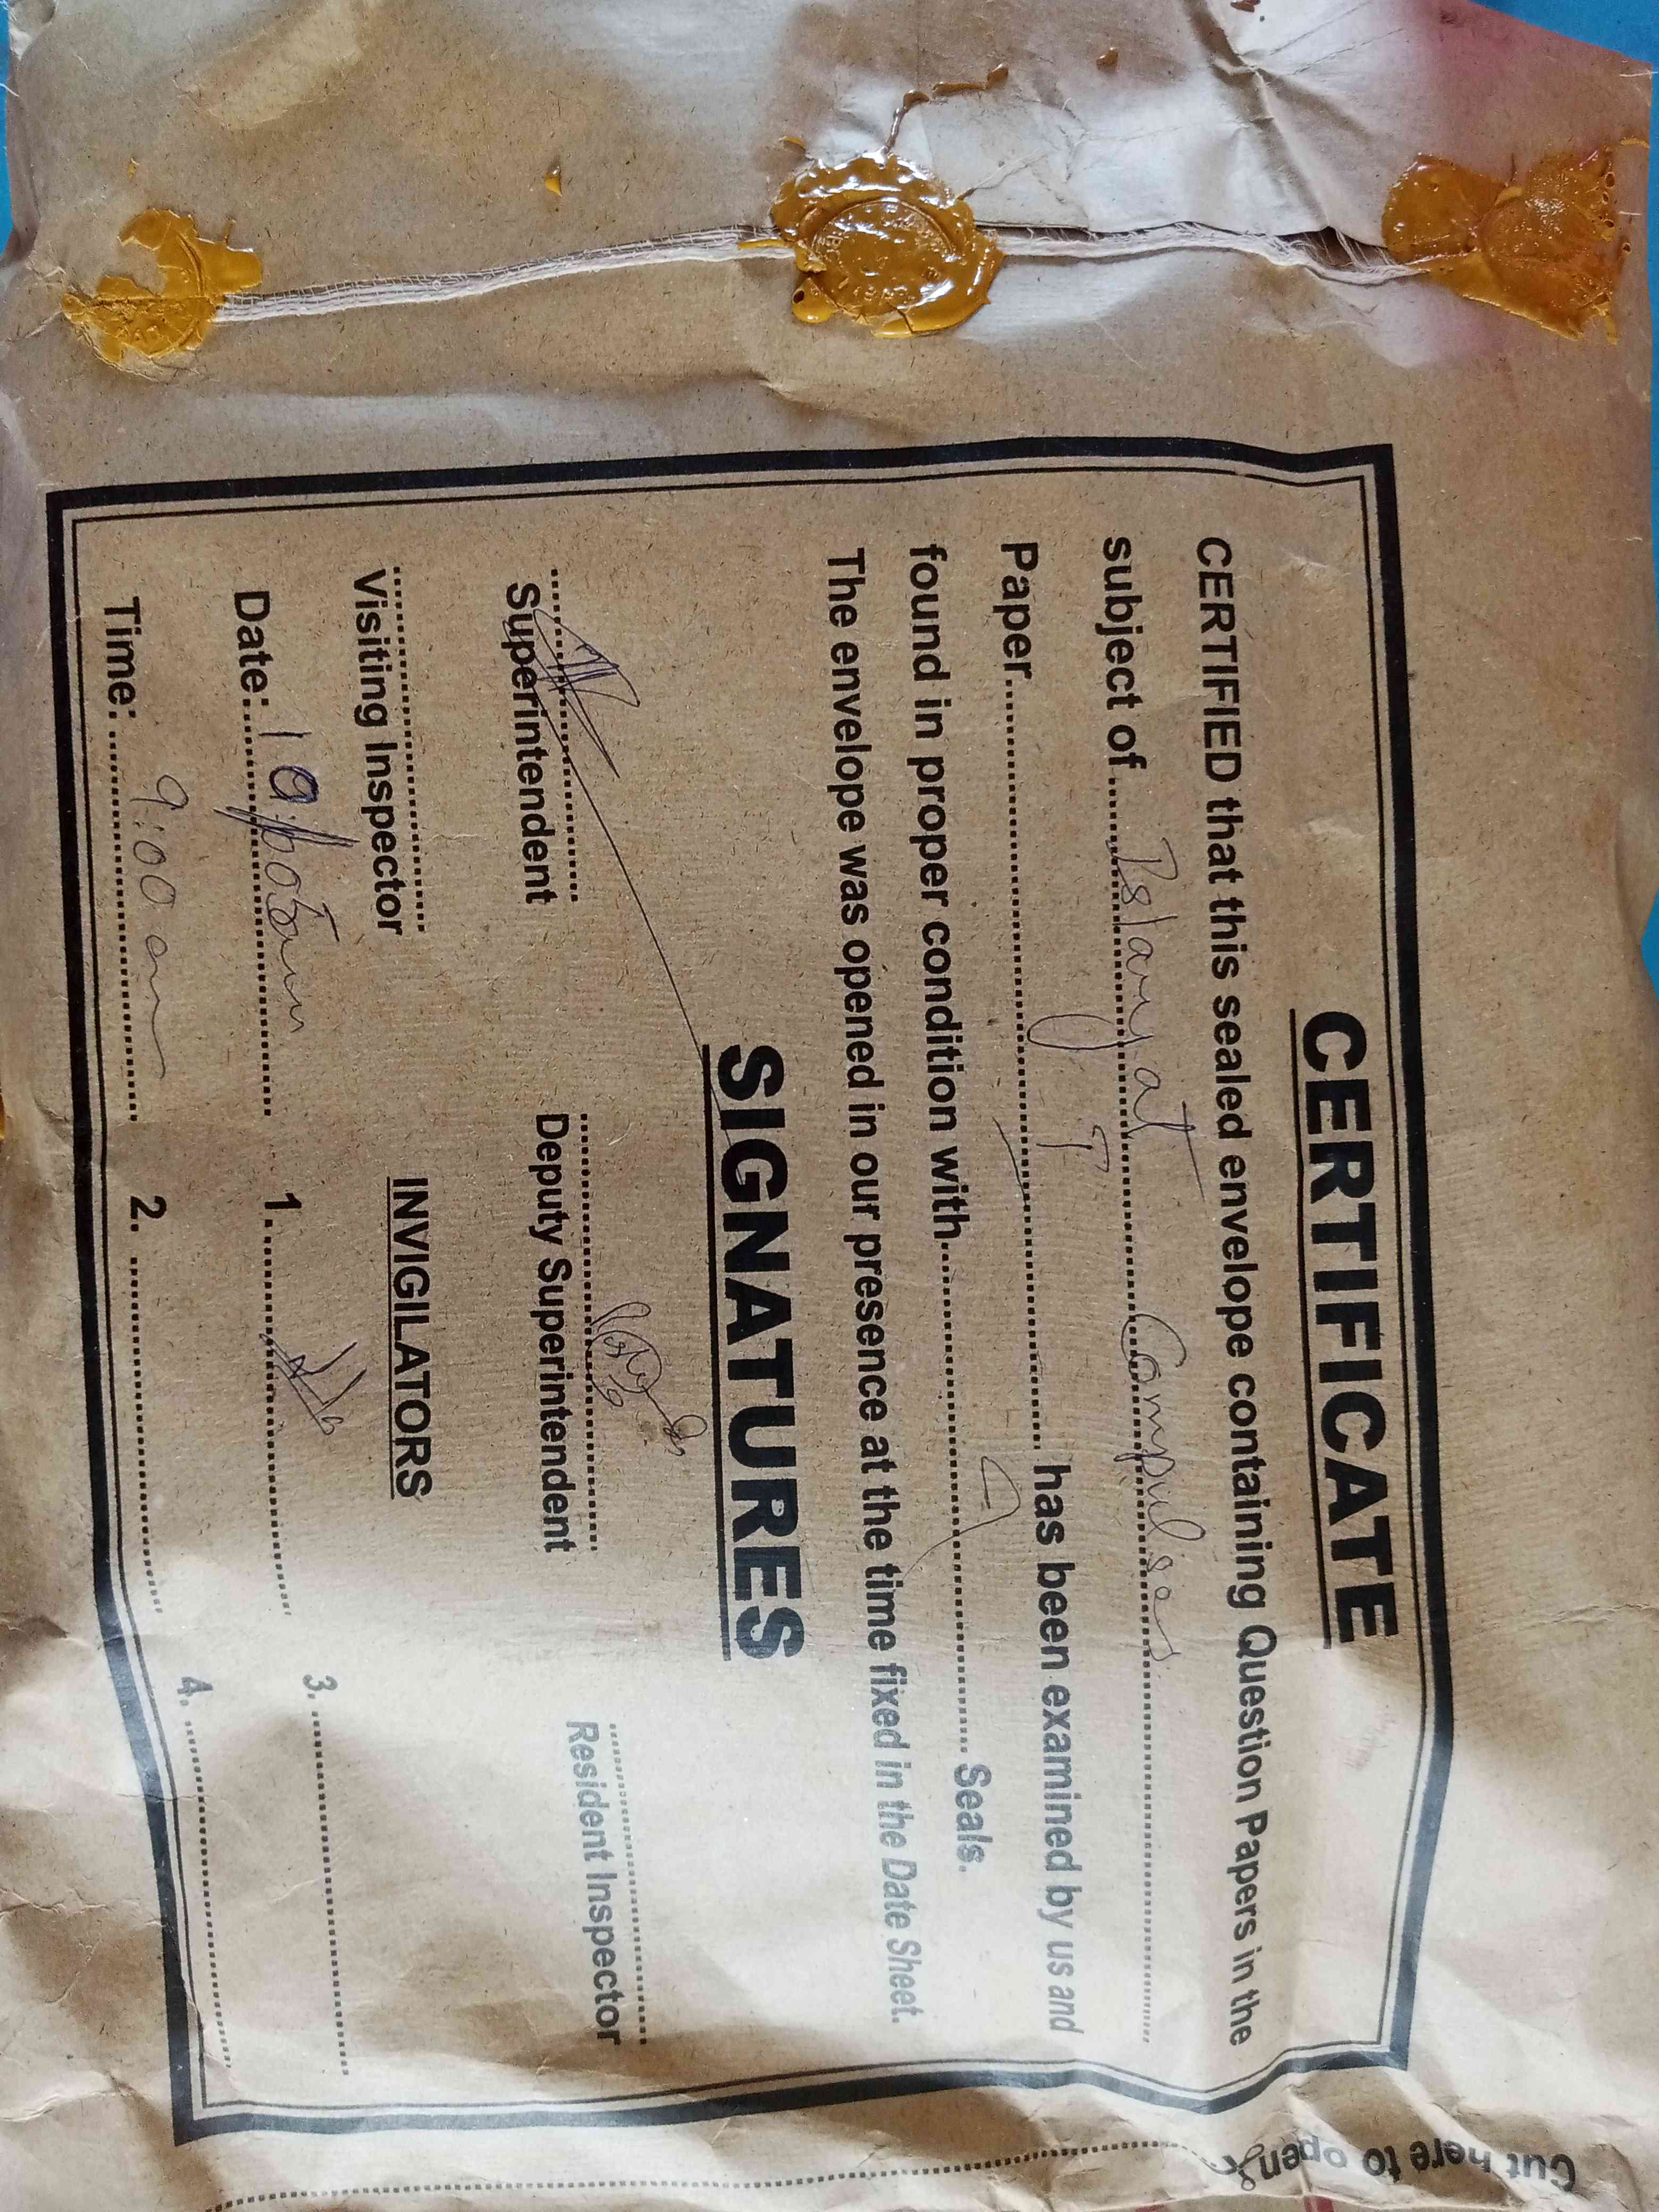 CERTIFICATE
CERTIFIED that this sealed envelope containing Question Papers in the
subject of Islamyat
Paper I has been examined by us and
found in proper condition with Seals.
The envelope was opened in our presence at the time fixed in the Date Sheet.
SIGNATURES
Superintendent Deputy Superintendent Resident Inspector
Visiting Inspector INVIGILATORS
Date: 1. 3.
Time: 9:00 am 2. 4.
Cut here to open